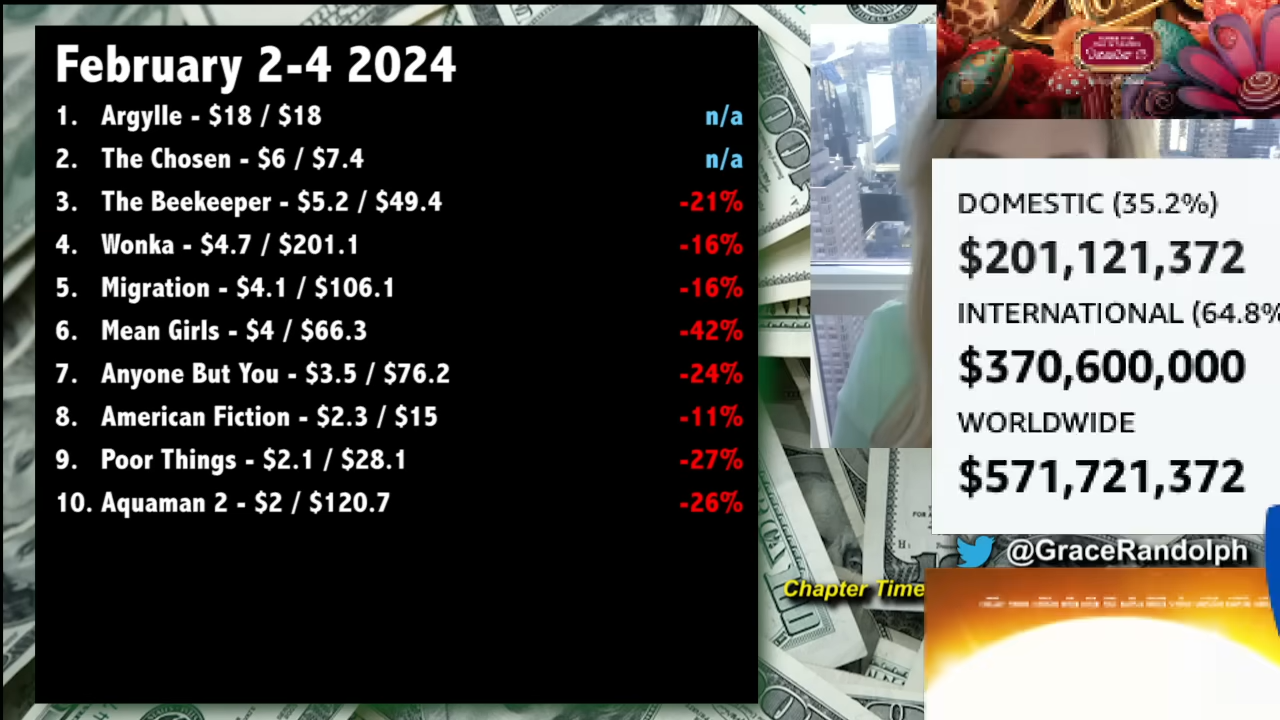 February 2-4 2024
1. Argylle - $18 / $18 n/a
2. The Chosen - $6 / $7.4 n/a
3. The Beekeeper - $5.2 / $49.4 -21%
4. Wonka - $4.7 / $201.1 -16%
5. Migration - $4.1 / $106.1 -16%
6. Mean Girls - $4 / $66.3 -42%
7. Anyone But You - $3.5 / $76.2 -24%
8. American Fiction - $2.3 / $15 -11%
9. Poor Things - $2.1 / $28.1 -27%
10. Aquaman 2 - $2 / $120.7 -26%
DOMESTIC (35.2%)
$201,121,372
INTERNATIONAL (64.8%
$370,600,000
WORLDWIDE
$571,721,372
@GraceRandolph
Chapter Time